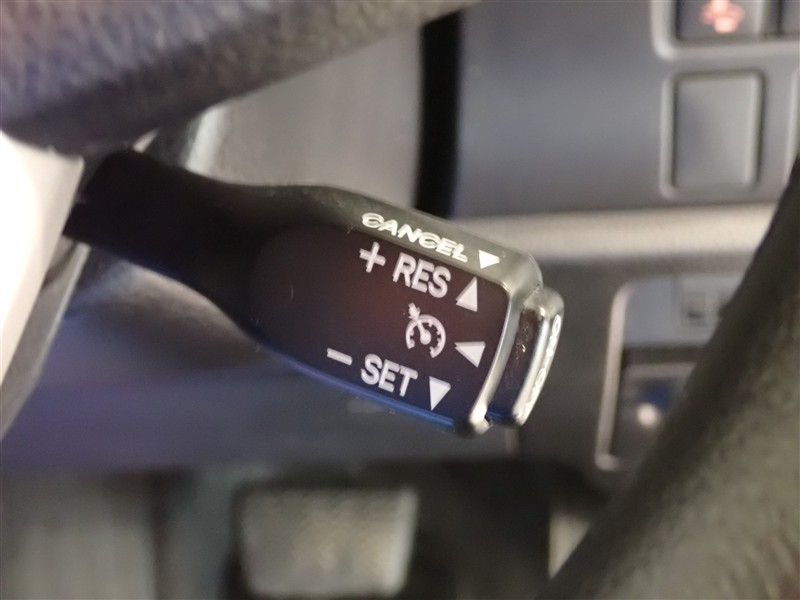 CANCEL
+ RES
- SET